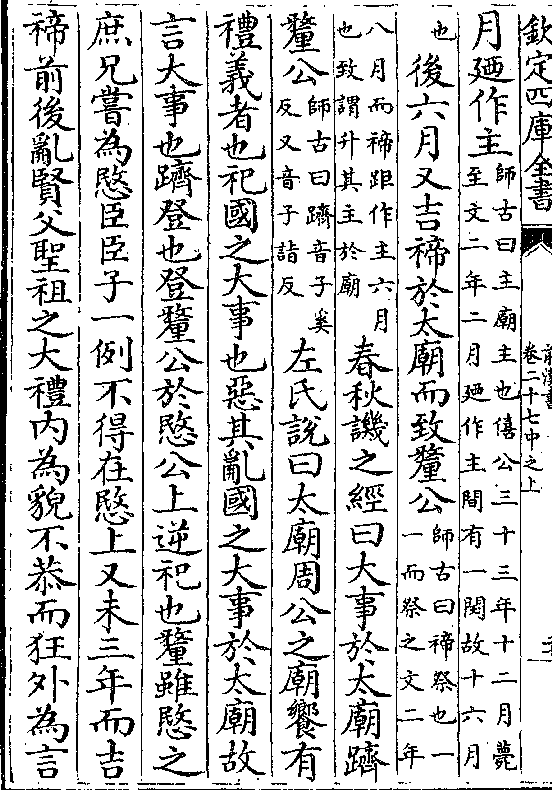 欽定四庫全書
前漢書
卷二十七中之上
月廼作主師古曰主廟主也僖公三十三年十二月薨
至文二年二月廼作主間有一閏故十六月
也後六月又吉禘於太廟而致釐公師古曰禘祭也一
一而祭之文二年
八月而禘距作主六月
也致謂升其主於廟春秋譏之經曰大事於太廟躋
釐公師古曰躋音子奚
反又音子詣反左氏說曰太廟周公之廟饗有
禮義者也祀國之大事也惡其亂國之大事於太廟故
言大事也躋登也登釐公於愍公上逆祀也釐雖愍之
庶兄嘗為愍臣臣子一例不得在愍上又未三年而吉
禘前後亂賢父聖祖之大禮內為貌不恭而狂外為言